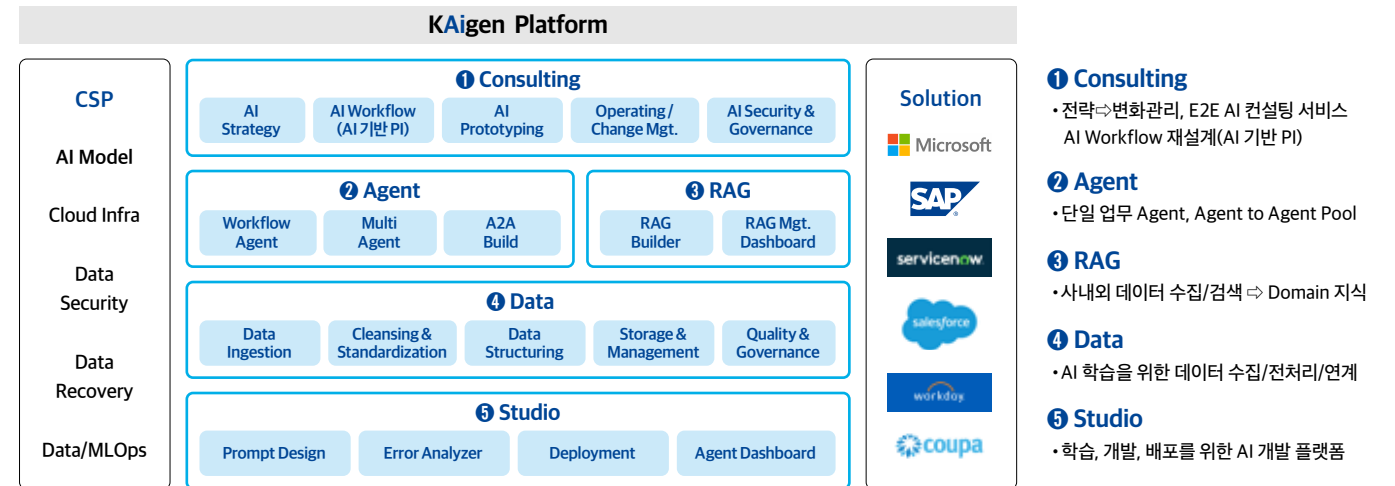 KAigen Platform
CSP
AI Model
Cloud Infra
Data
Security
Data
Recovery
Data/MLOps
❶ Consulting
AI
Strategy
AI Workflow
(AI 기반 PI)
AI
Prototyping
Operating /
Change Mgt.
AI Security &
Governance
❷ Agent
Workflow
Agent
Multi
Agent
A2A
Build
❸ RAG
RAG
Builder
RAG Mgt.
Dashboard
❹ Data
Data
Ingestion
Cleansing &
Standardization
Data
Structuring
Storage &
Management
Quality &
Governance
❺ Studio
Prompt Design
Error Analyzer
Deployment
Agent Dashboard
Solution
Microsoft
SAP
servicenow
salesforce
workday
coupa
❶ Consulting
• 전략⇨변화관리, E2E AI 컨설팅 서비스
AI Workflow 재설계(AI 기반 PI)
❷ Agent
• 단일 업무 Agent, Agent to Agent Pool
❸ RAG
• 사내외 데이터 수집/검색 ⇨ Domain 지식
❹ Data
• AI 학습을 위한 데이터 수집/전처리/연계
❺ Studio
• 학습, 개발, 배포를 위한 AI 개발 플랫폼